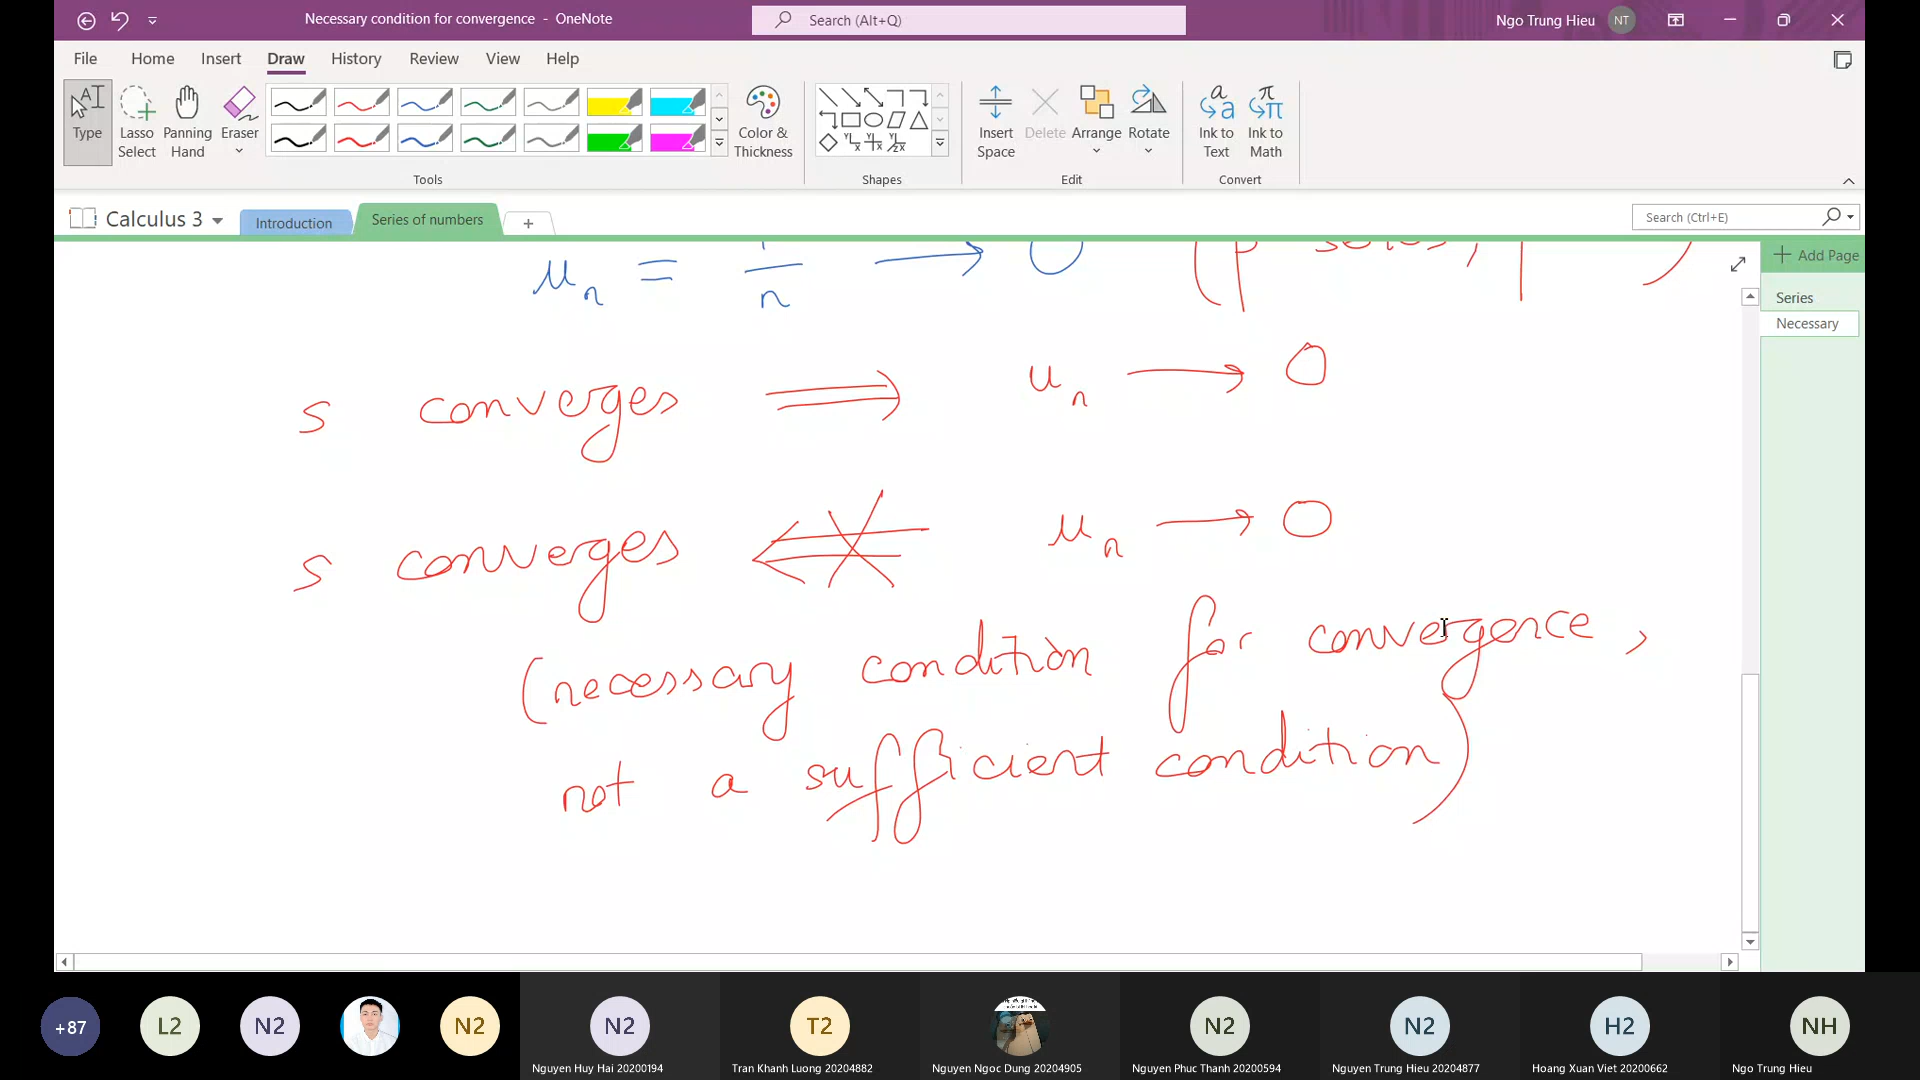 Necessary condition for convergence - OneNote
Search (Alt+Q)
Ngo Trung Hieu NT
File Home Insert Draw History Review View Help
Type
Lasso Select
Panning Hand
Eraser
Color & Thickness
Insert Space
Delete
Arrange
Rotate
Ink to Text
Ink to Math
Tools Shapes Edit Convert
Calculus 3 Introduction Series of numbers +
Search (Ctrl+E)
Add Page
Series
Necessary
u_n = 1/n → 0 (p
s converges ⟹ u_n → 0
s converges ⇍ u_n → 0
(necessary condition for convergence,
not a sufficient condition)
+87 L2 N2 N2 N2 T2 N2 N2 H2 NH
Nguyen Huy Hai 20200194 Tran Khanh Luong 20204882 Nguyen Ngoc Dung 20204905 Nguyen Phuc Thanh 20200594 Nguyen Trung Hieu 20204877 Hoang Xuan Viet 20200662 Ngo Trung Hieu